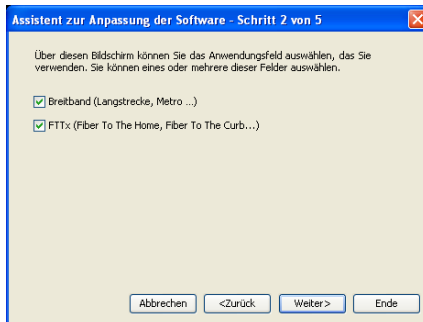 Assistent zur Anpassung der Software - Schritt 2 von 5
Über diesen Bildschirm können Sie das Anwendungsfeld auswählen, das Sie
verwenden. Sie können eines oder mehrere dieser Felder auswählen.
Breitband (Langstrecke, Metro ...)
FTTx (Fiber To The Home, Fiber To The Curb...)
Abbrechen <Zurück Weiter> Ende